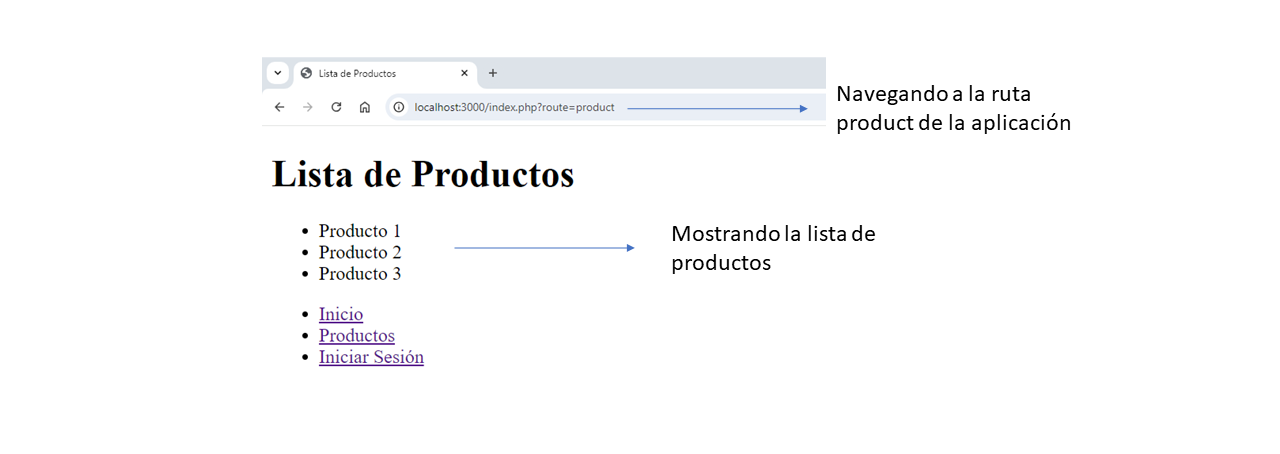 Lista de Productos
localhost:3000/index.php?route=product
Navegando a la ruta
product de la aplicación
Lista de Productos
Producto 1
Producto 2
Producto 3
Mostrando la lista de
productos
Inicio
Productos
Iniciar Sesión